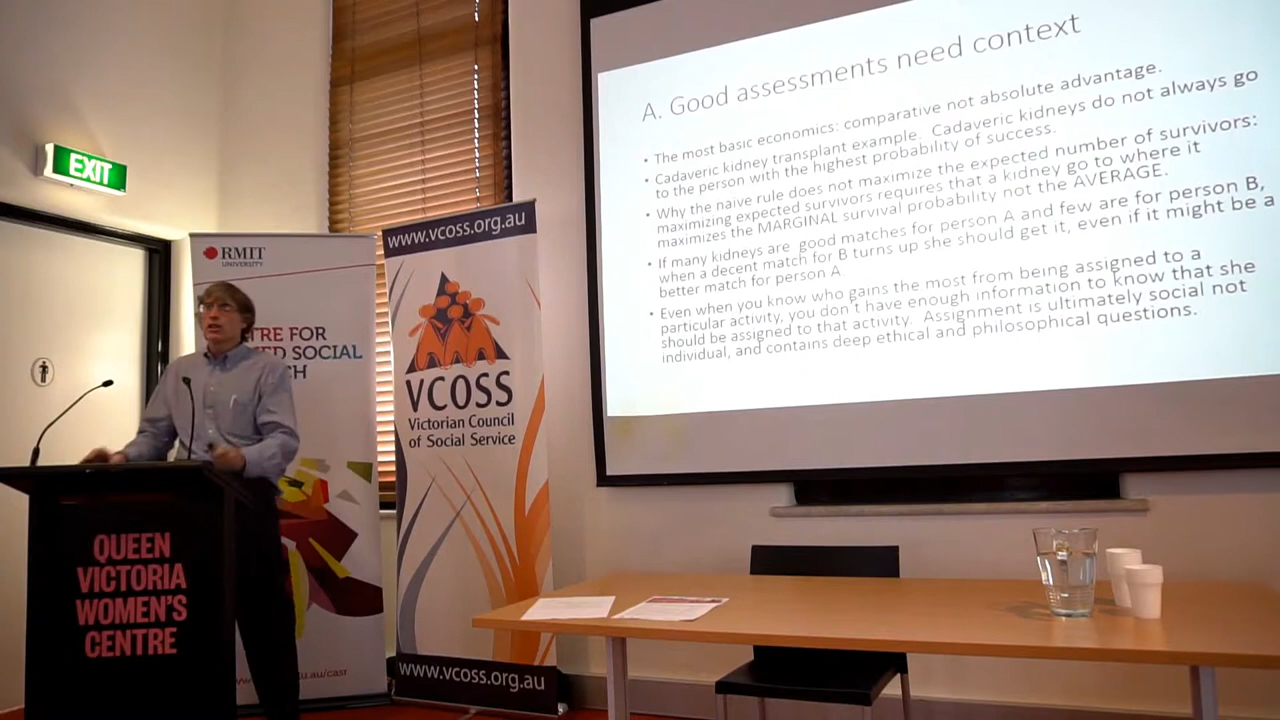 A. Good assessments need context
• The most basic economics: comparative not absolute advantage.
• Cadaveric kidney transplant example. Cadaveric kidneys do not always go
to the person with the highest probability of success.
• Why the naive rule does not maximize the expected number of survivors:
maximizing expected survivors requires that a kidney go to where it
maximizes the MARGINAL survival probability not the AVERAGE.
• If many kidneys are good matches for person A and few are for person B,
when a decent match for B turns up she should get it, even if it might be a
better match for person A.
• Even when you know who gains the most from being assigned to a
particular activity, you don't have enough information to know that she
should be assigned to that activity. Assignment is ultimately social not
individual, and contains deep ethical and philosophical questions.
EXIT
RMIT
UNIVERSITY
TRE FOR
ED SOCIAL
CH
du.au/casr
www.vcoss.org.au
VCOSS
Victorian Council
of Social Service
www.vcoss.org.au
QUEEN
VICTORIA
WOMEN'S
CENTRE